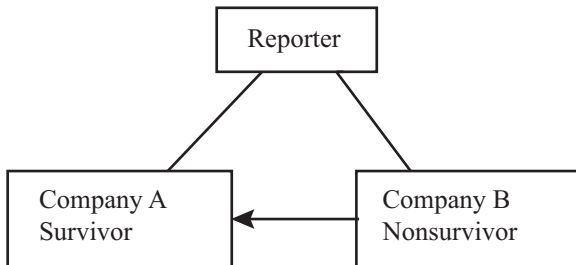 Reporter
Company A
Survivor
Company B
Nonsurvivor